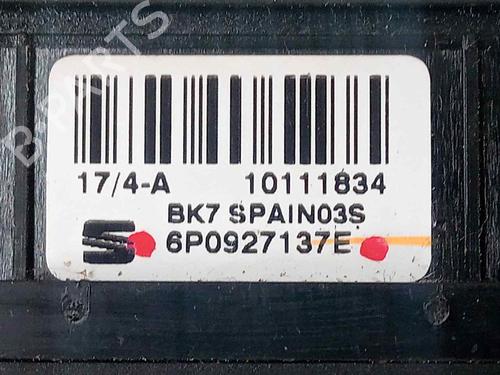 B-PARTS
17/4-A 10111834
BK7 SPAIN03S
6P0927137E